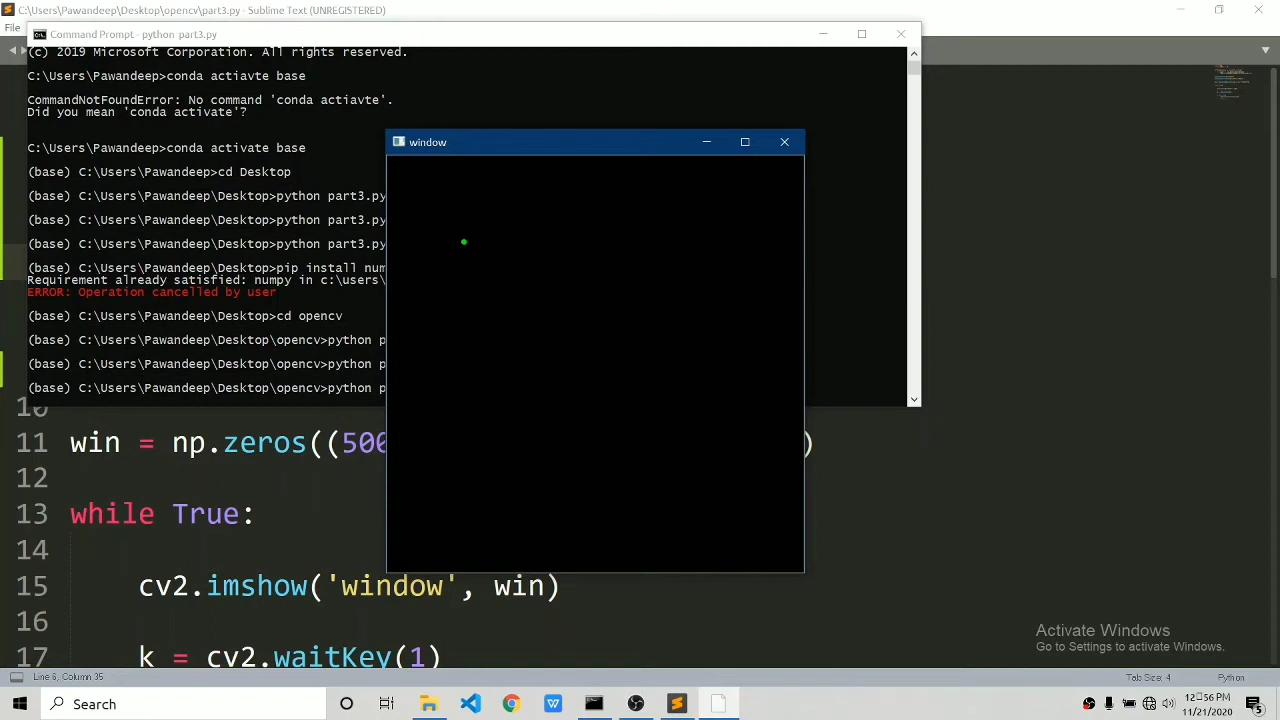 C:\Users\Pawandeep\Desktop\opencv\part3.py - Sublime Text (UNREGISTERED)
File
Command Prompt - python part3.py
(c) 2019 Microsoft Corporation. All rights reserved.
C:\Users\Pawandeep>conda actiavte base
CommandNotFoundError: No command 'conda actiavte'.
Did you mean 'conda activate'?
C:\Users\Pawandeep>conda activate base
(base) C:\Users\Pawandeep>cd Desktop
(base) C:\Users\Pawandeep\Desktop>python part3.py
(base) C:\Users\Pawandeep\Desktop>python part3.py
(base) C:\Users\Pawandeep\Desktop>python part3.py
(base) C:\Users\Pawandeep\Desktop>pip install num
Requirement already satisfied: numpy in c:\users\
ERROR: Operation cancelled by user
(base) C:\Users\Pawandeep\Desktop>cd opencv
(base) C:\Users\Pawandeep\Desktop\opencv>python p
(base) C:\Users\Pawandeep\Desktop\opencv>python p
(base) C:\Users\Pawandeep\Desktop\opencv>python p
window
10
11 win = np.zeros((500 )
12
13 while True:
14
15 cv2.imshow('window', win)
16
17 k = cv2.waitKey(1)
Activate Windows
Go to Settings to activate Windows.
Line 6, Column 35
Tab Size: 4
Python
Search
12:56 PM
11/21/2020
5